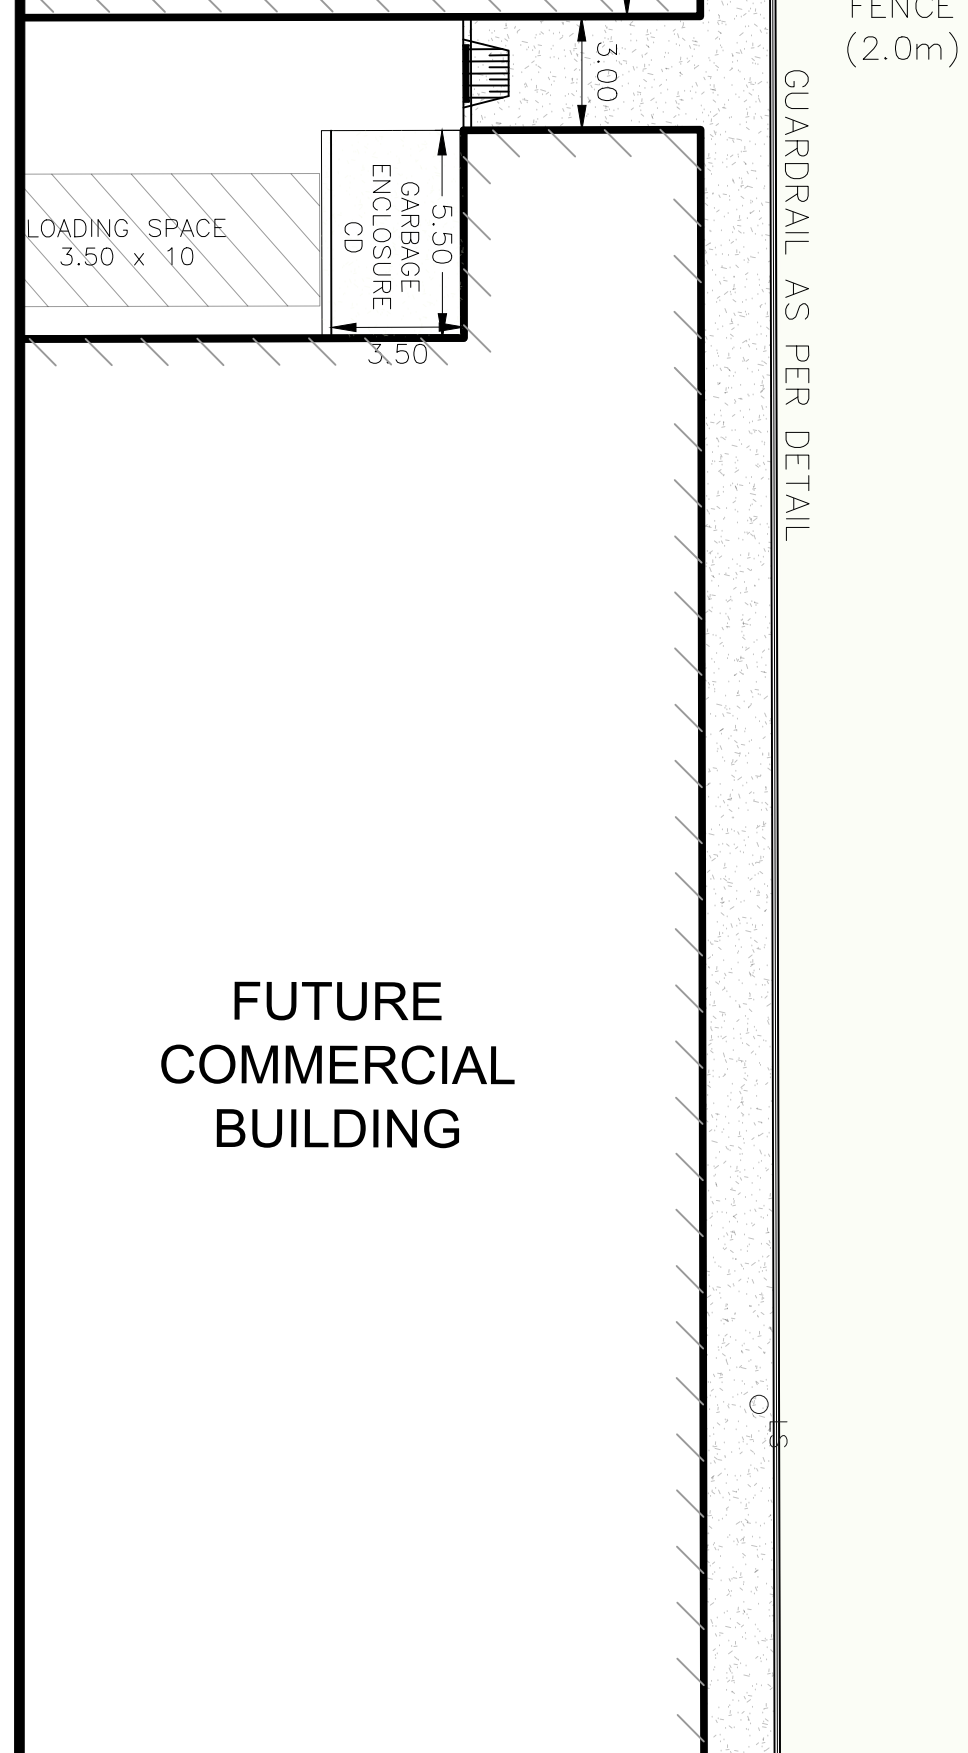 FENCE
(2.0m)
3.00
GUARDRAIL AS PER DETAIL
5.50
GARBAGE
ENCLOSURE
CD
LOADING SPACE
3.50 x 10
3.50
FUTURE
COMMERCIAL
BUILDING
LS